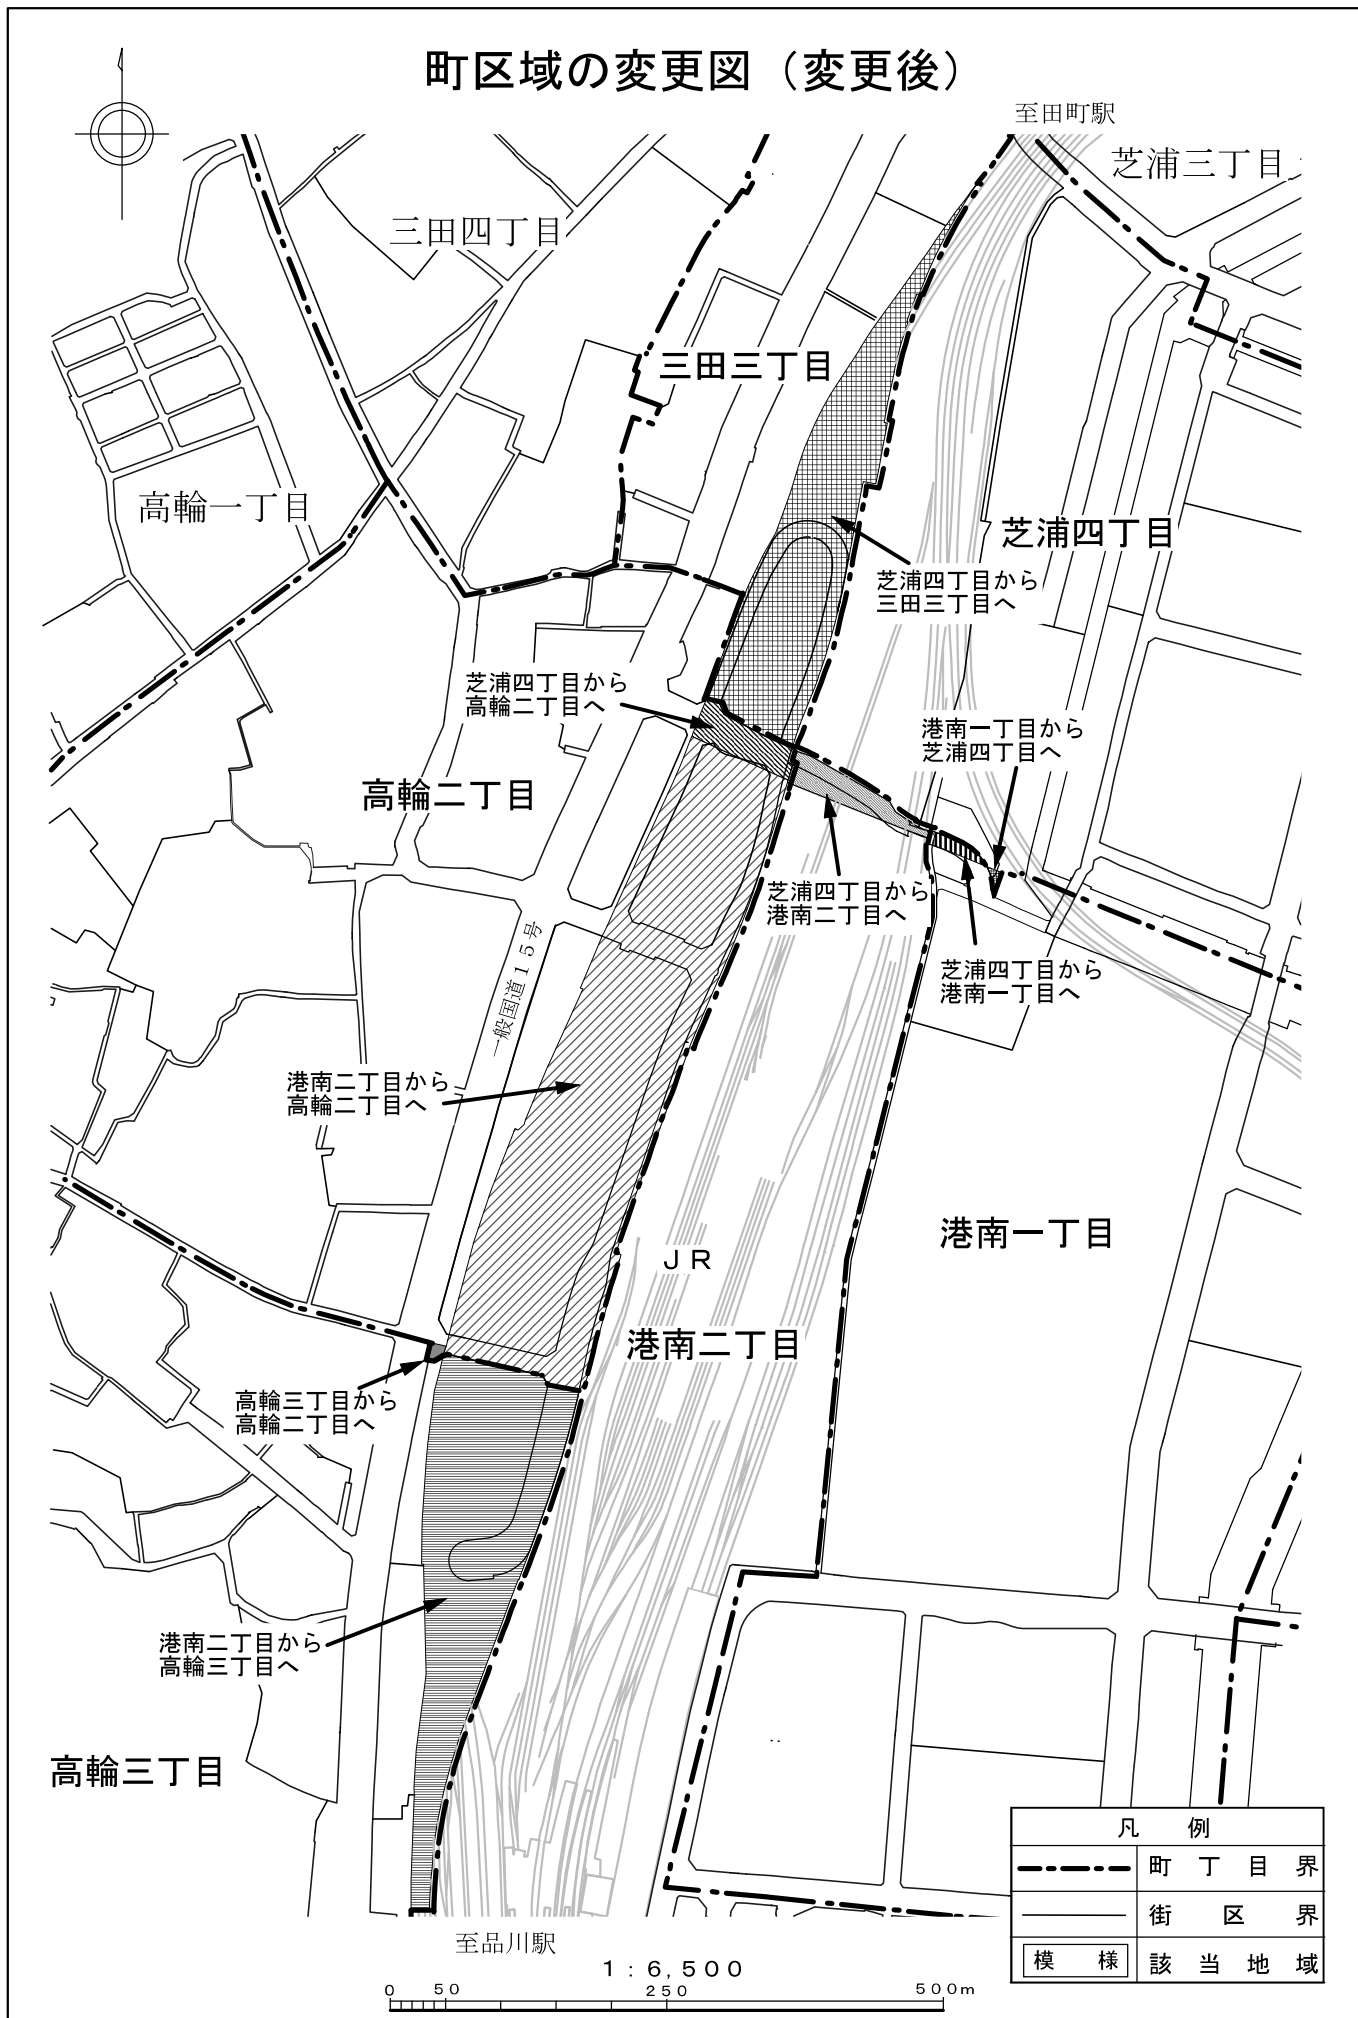 町区域の変更図（変更後）
至田町駅
芝浦三丁目
三田四丁目
三田三丁目
高輪一丁目
芝浦四丁目
芝浦四丁目から
三田三丁目へ
芝浦四丁目から
高輪二丁目へ
港南一丁目から
芝浦四丁目へ
高輪二丁目
芝浦四丁目から
港南二丁目へ
一般国道１５号
芝浦四丁目から
港南一丁目へ
港南二丁目から
高輪二丁目へ
港南一丁目
ＪＲ
港南二丁目
高輪三丁目から
高輪二丁目へ
港南二丁目から
高輪三丁目へ
高輪三丁目
凡 例
町 丁 目 界
街 区 界
模 様 該 当 地 域
至品川駅
1：6,500
0 50 250 500m